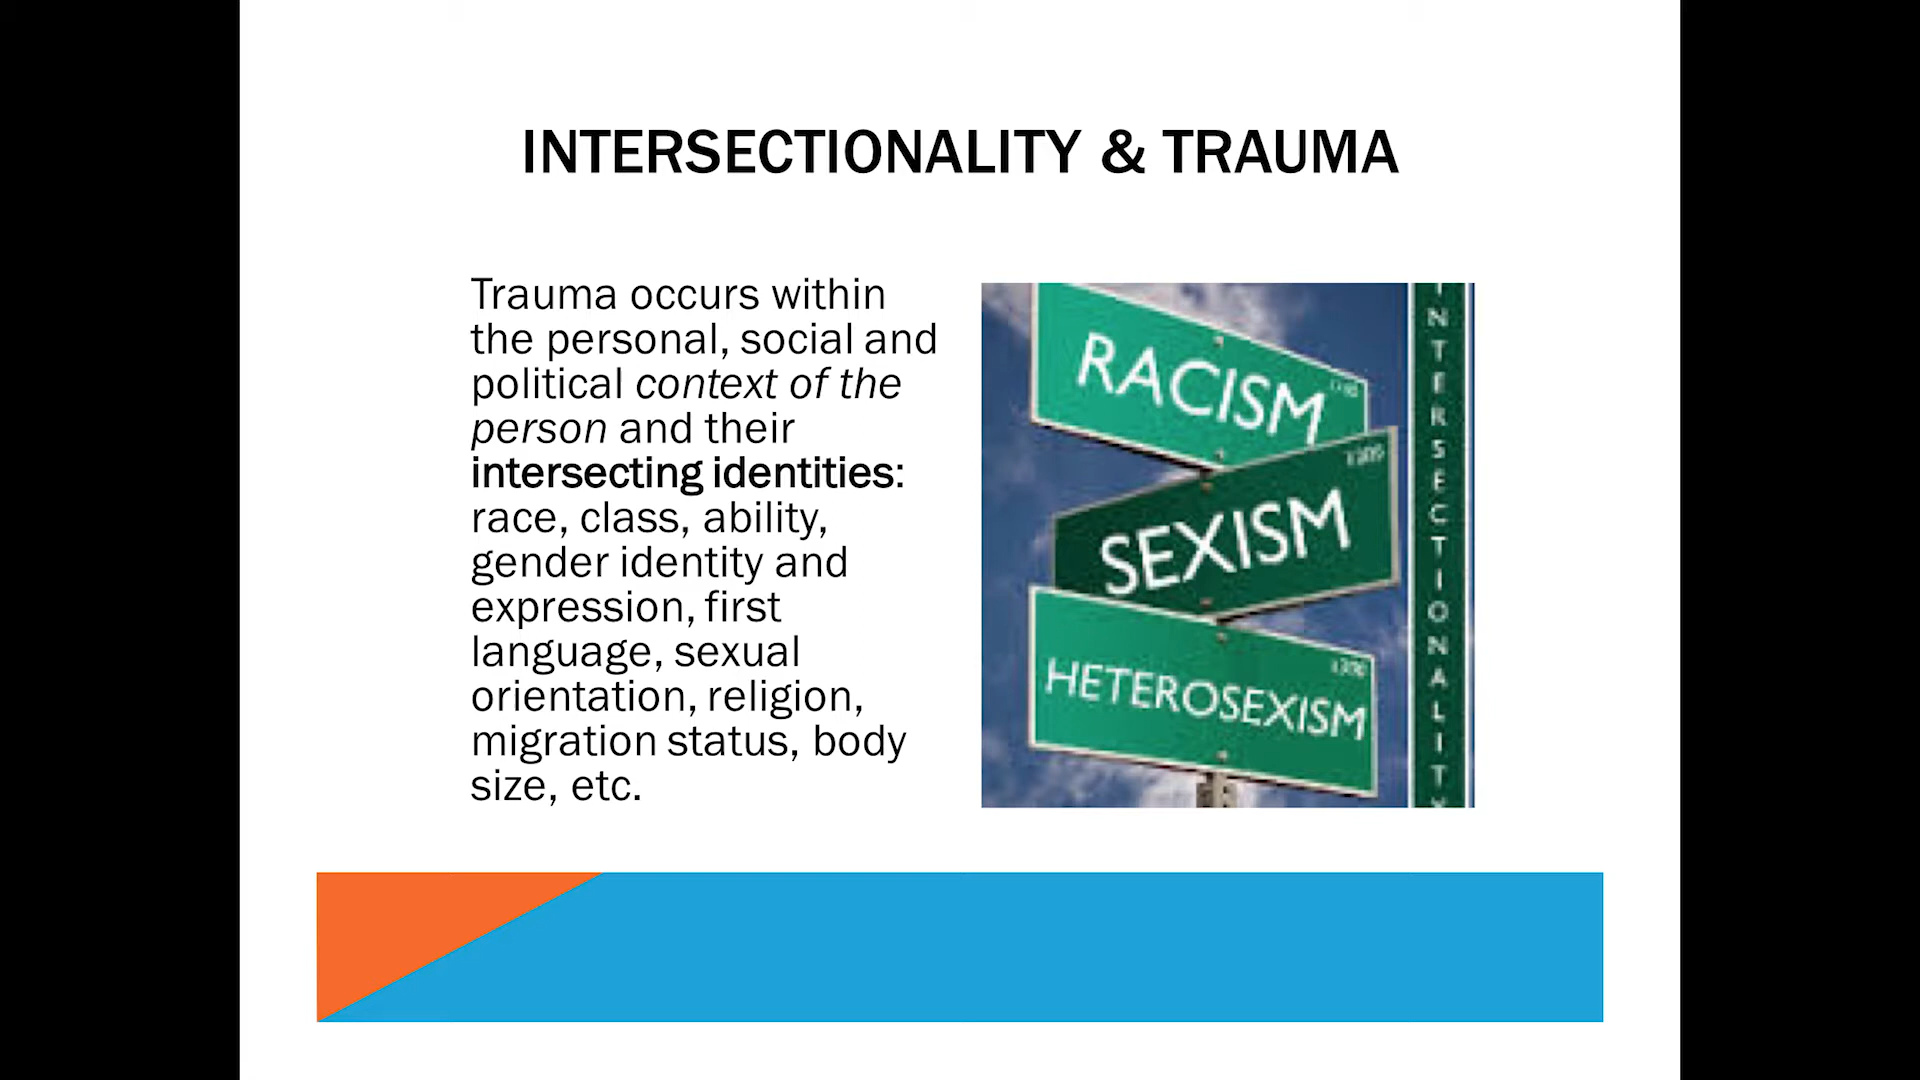 INTERSECTIONALITY & TRAUMA
Trauma occurs within
the personal, social and
political context of the
person and their
intersecting identities:
race, class, ability,
gender identity and
expression, first
language, sexual
orientation, religion,
migration status, body
size, etc.
RACISM
SEXISM
HETEROSEXISM
INTERSECTIONALITY